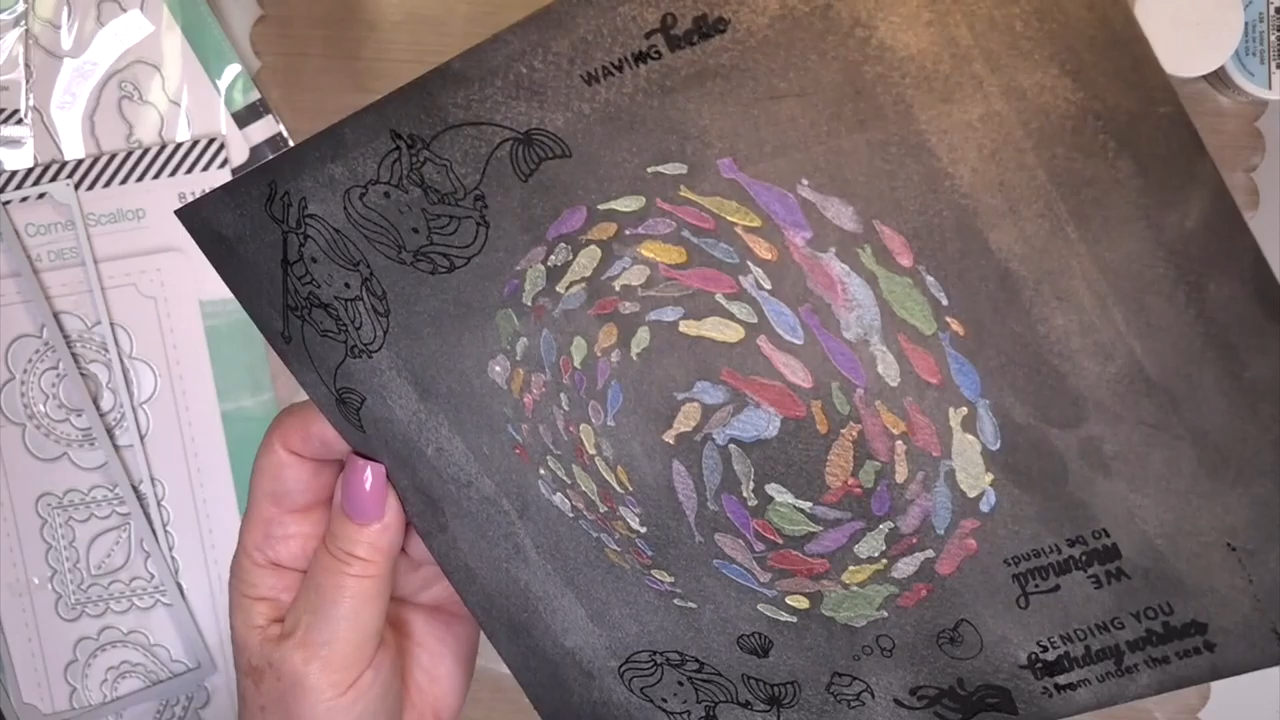 WAVING hello
Corner Scallop
4 DIES
WE
mermaid
to be friends
SENDING YOU
birthday wishes
from under the sea